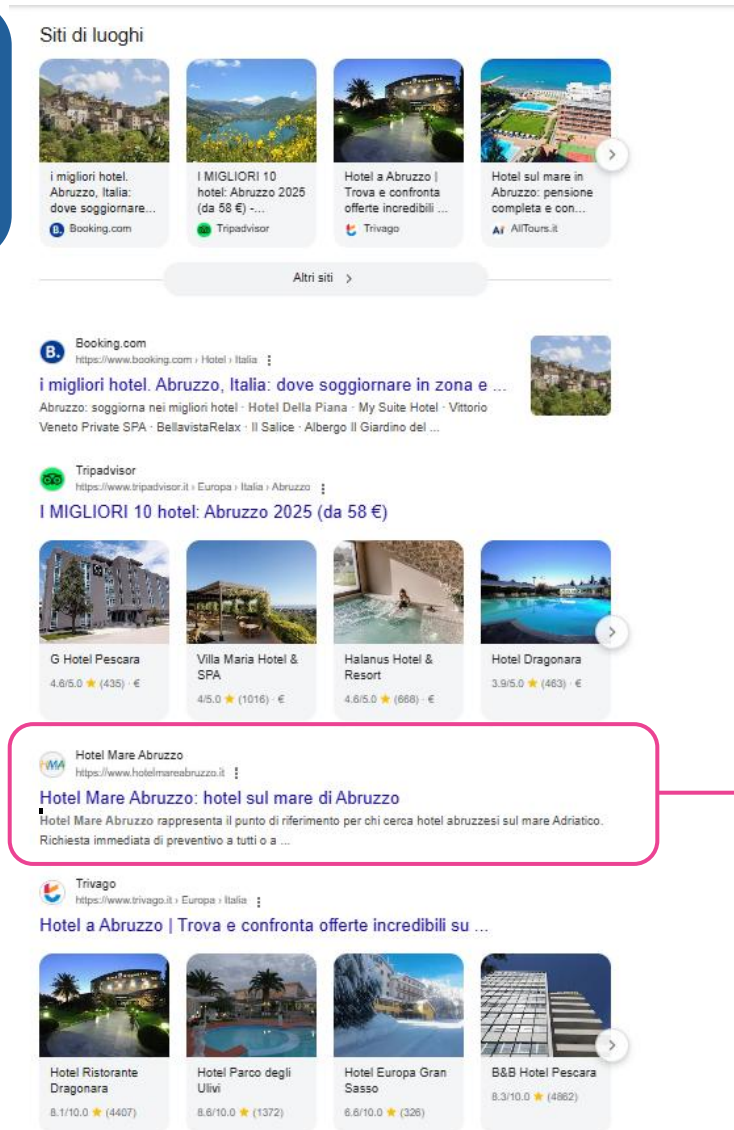 Siti di luoghi
i migliori hotel.
Abruzzo, Italia:
dove soggiornare...
B. Booking.com
I MIGLIORI 10
hotel: Abruzzo 2025
(da 58 €) -...
Tripadvisor
Hotel a Abruzzo |
Trova e confronta
offerte incredibili ...
Trivago
Hotel sul mare in
Abruzzo: pensione
completa e con...
AllTours.it
Altri siti >
B.
Booking.com
https://www.booking.com › Hotel › Italia
i migliori hotel. Abruzzo, Italia: dove soggiornare in zona e ...
Abruzzo: soggiorna nei migliori hotel · Hotel Della Piana · My Suite Hotel · Vittorio
Veneto Private SPA · BellavistaRelax · Il Salice · Albergo Il Giardino del ...
Tripadvisor
https://www.tripadvisor.it › Europa › Italia › Abruzzo
I MIGLIORI 10 hotel: Abruzzo 2025 (da 58 €)
G Hotel Pescara
4.6/5.0 ★ (435) · €
Villa Maria Hotel &
SPA
4/5.0 ★ (1016) · €
Halanus Hotel &
Resort
4.6/5.0 ★ (668) · €
Hotel Dragonara
3.9/5.0 ★ (463) · €
HMA
Hotel Mare Abruzzo
https://www.hotelmareabruzzo.it
Hotel Mare Abruzzo: hotel sul mare di Abruzzo
Hotel Mare Abruzzo rappresenta il punto di riferimento per chi cerca hotel abruzzesi sul mare Adriatico.
Richiesta immediata di preventivo a tutti o a ...
Trivago
https://www.trivago.it › Europa › Italia
Hotel a Abruzzo | Trova e confronta offerte incredibili su ...
Hotel Ristorante
Dragonara
8.1/10.0 ★ (4407)
Hotel Parco degli
Ulivi
8.6/10.0 ★ (1372)
Hotel Europa Gran
Sasso
6.6/10.0 ★ (326)
B&B Hotel Pescara
8.3/10.0 ★ (4862)